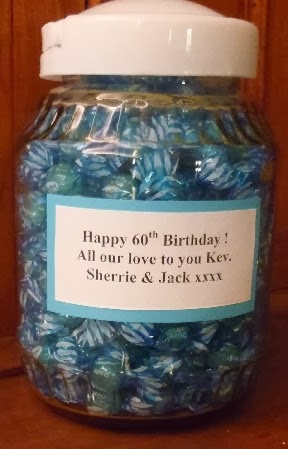 Happy 60th Birthday !
All our love to you Kev.
Sherrie & Jack xxxx